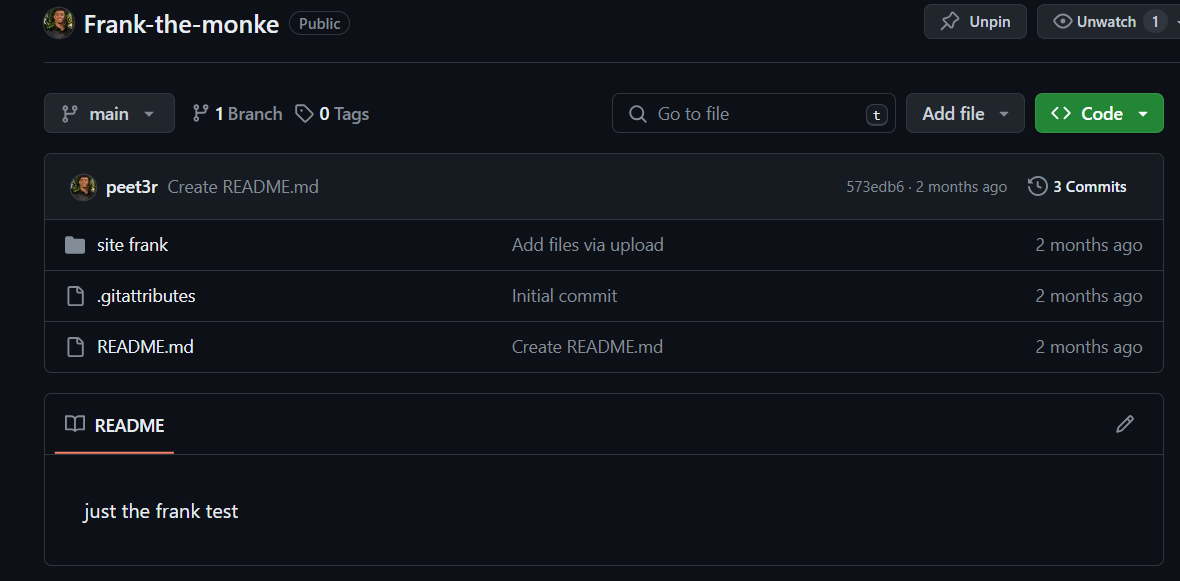 Frank-the-monke Public Unpin Unwatch 1
main 1 Branch 0 Tags Go to file t Add file <> Code
peet3r Create README.md 573edb6 · 2 months ago 3 Commits
site frank Add files via upload 2 months ago
.gitattributes Initial commit 2 months ago
README.md Create README.md 2 months ago
README
just the frank test